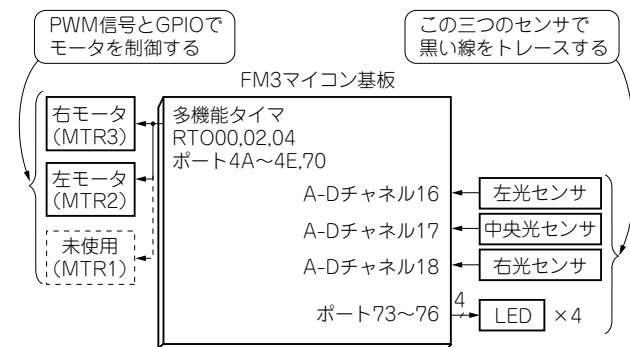 PWM信号とGPIOで
モータを制御する
この三つのセンサで
黒い線をトレースする
FM3マイコン基板
右モータ
(MTR3)
左モータ
(MTR2)
未使用
(MTR1)
多機能タイマ
RTO00,02,04
ポート4A～4E,70
A-Dチャネル16
A-Dチャネル17
A-Dチャネル18
ポート73～76
左光センサ
中央光センサ
右光センサ
4
LED ×4